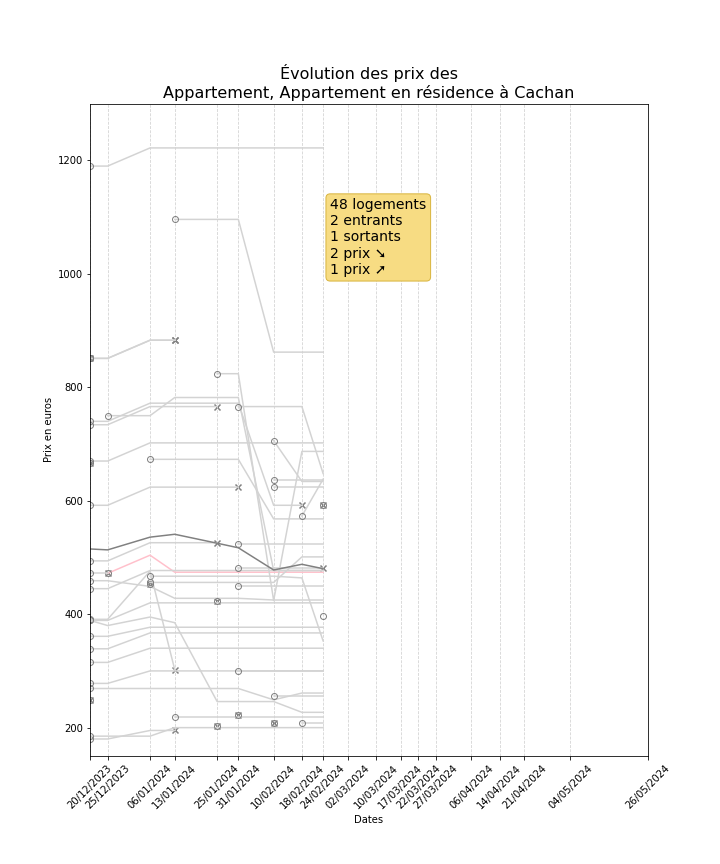 Évolution des prix des
Appartement, Appartement en résidence à Cachan
1200
1000
800
600
400
200
Prix en euros
48 logements
2 entrants
1 sortants
2 prix ➘
1 prix ➚
20/12/2023
25/12/2023
06/01/2024
13/01/2024
25/01/2024
31/01/2024
10/02/2024
18/02/2024
24/02/2024
02/03/2024
10/03/2024
17/03/2024
22/03/2024
27/03/2024
06/04/2024
14/04/2024
21/04/2024
04/05/2024
26/05/2024
Dates